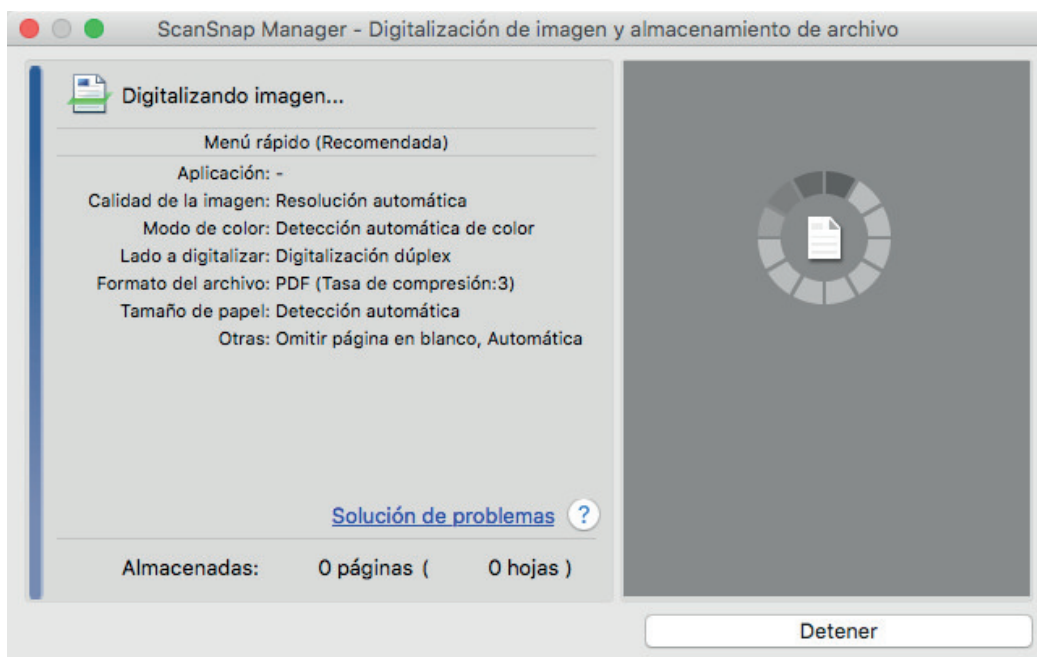 ScanSnap Manager - Digitalización de imagen y almacenamiento de archivo
Digitalizando imagen...
Menú rápido (Recomendada)
Aplicación: -
Calidad de la imagen: Resolución automática
Modo de color: Detección automática de color
Lado a digitalizar: Digitalización dúplex
Formato del archivo: PDF (Tasa de compresión:3)
Tamaño de papel: Detección automática
Otras: Omitir página en blanco, Automática
Solución de problemas ?
Almacenadas: 0 páginas ( 0 hojas )
Detener